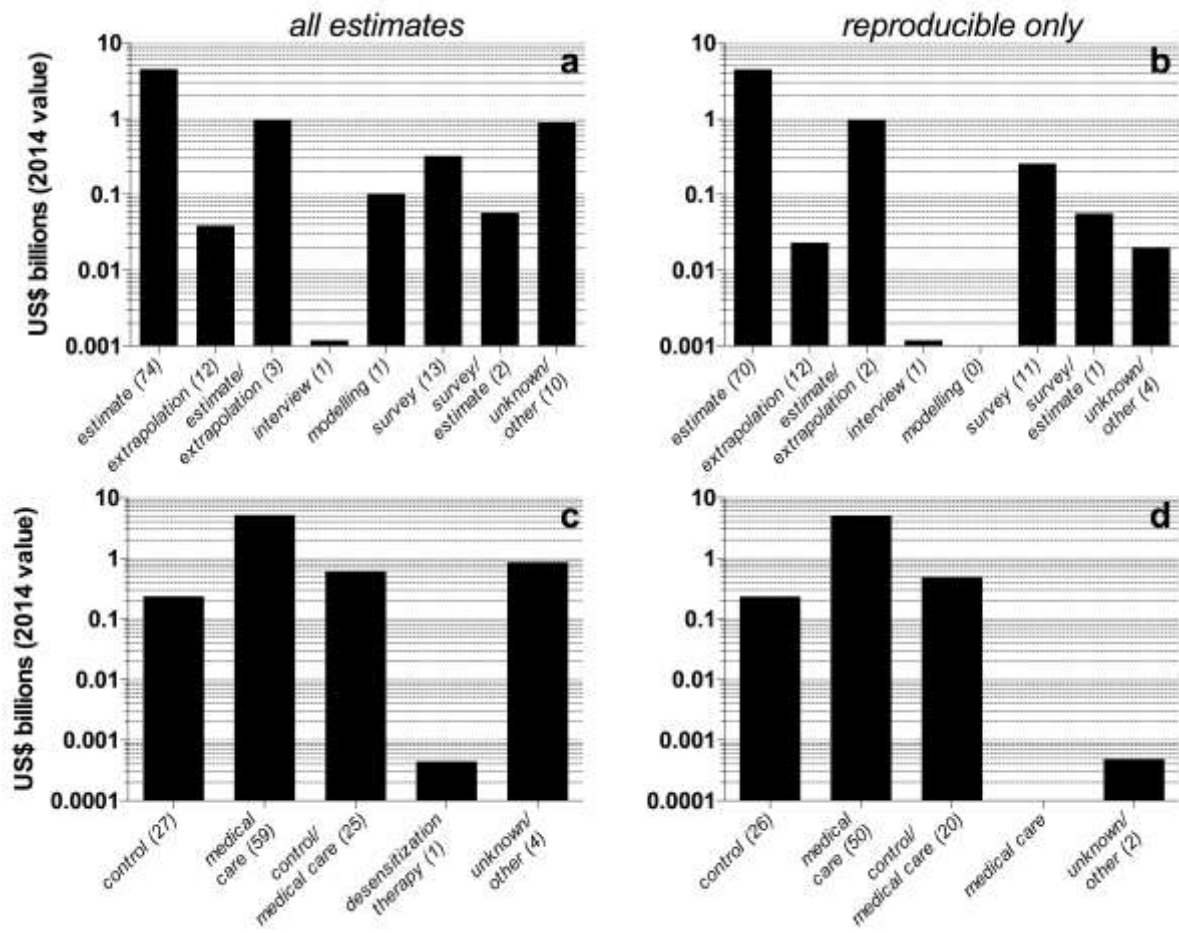 all estimates
reproducible only
US$ billions (2014 value)
10
1
0.1
0.01
0.001
a
estimate (74)
extrapolation (12)
estimate/
extrapolation (3)
interview (1)
modelling (1)
survey (13)
survey/
estimate (2)
unknown/
other (10)
10
1
0.1
0.01
0.001
b
estimate (70)
extrapolation (12)
estimate/
extrapolation (2)
interview (1)
modelling (0)
survey (11)
survey/
estimate (1)
unknown/
other (4)
US$ billions (2014 value)
10
1
0.1
0.01
0.001
0.0001
c
control (27)
medical
care (59)
control/
medical care (25)
desensitization
therapy (1)
unknown/
other (4)
10
1
0.1
0.01
0.001
0.0001
d
control (26)
medical
care (50)
control/
medical care (20)
medical care
unknown/
other (2)